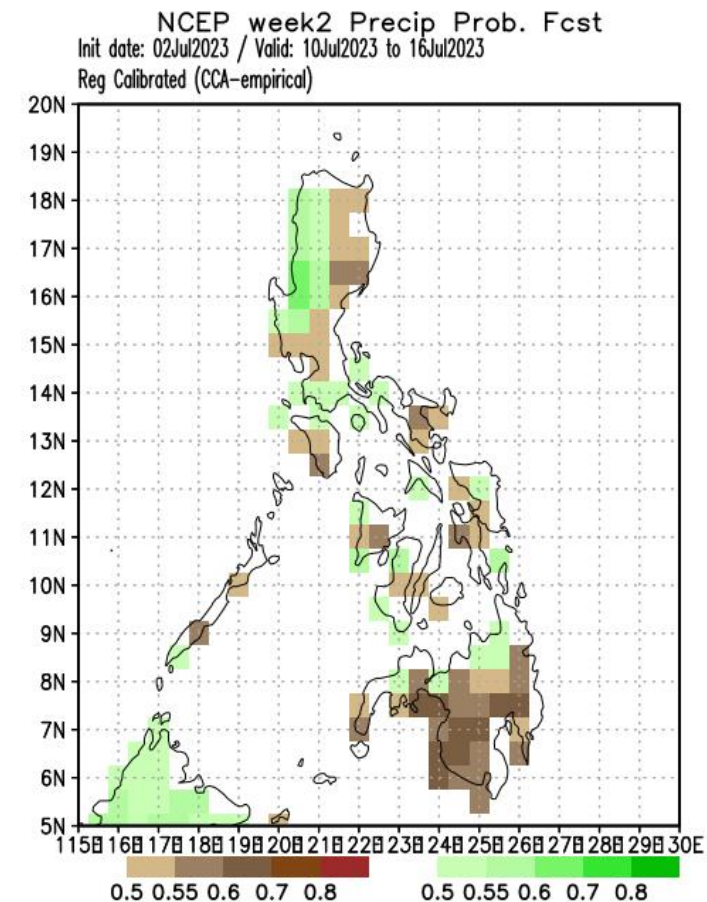 NCEP week2 Precip Prob. Fcst
Init date: 02Jul2023 / Valid: 10Jul2023 to 16Jul2023
Reg Calibrated (CCA-empirical)
20N
19N
18N
17N
16N
15N
14N
13N
12N
11N
10N
9N
8N
7N
6N
5N
115E 116E 117E 118E 119E 120E 121E 122E 123E 124E 125E 126E 127E 128E 129E 130E
0.5 0.55 0.6 0.7 0.8 0.5 0.55 0.6 0.7 0.8